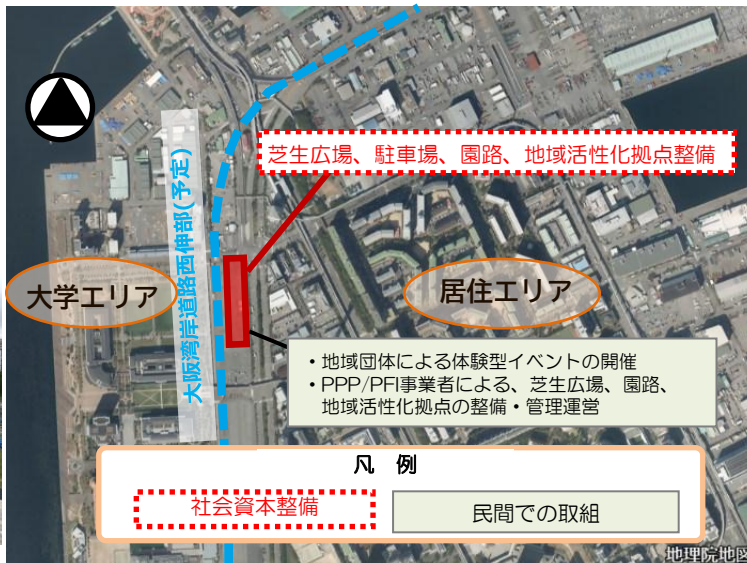 芝生広場、駐車場、園路、地域活性化拠点整備
大阪湾岸道路西伸部(予定)
大学エリア
居住エリア
・地域団体による体験型イベントの開催
・PPP/PFI事業者による、芝生広場、園路、
地域活性化拠点の整備・管理運営
凡 例
社会資本整備
民間での取組
地理院地図